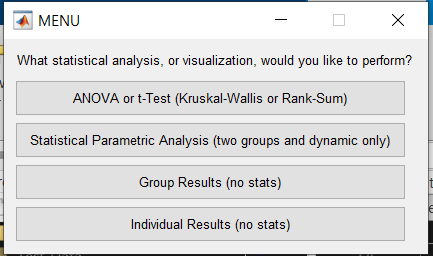 MENU
What statistical analysis, or visualization, would you like to perform?
ANOVA or t-Test (Kruskal-Wallis or Rank-Sum)
Statistical Parametric Analysis (two groups and dynamic only)
Group Results (no stats)
Individual Results (no stats)